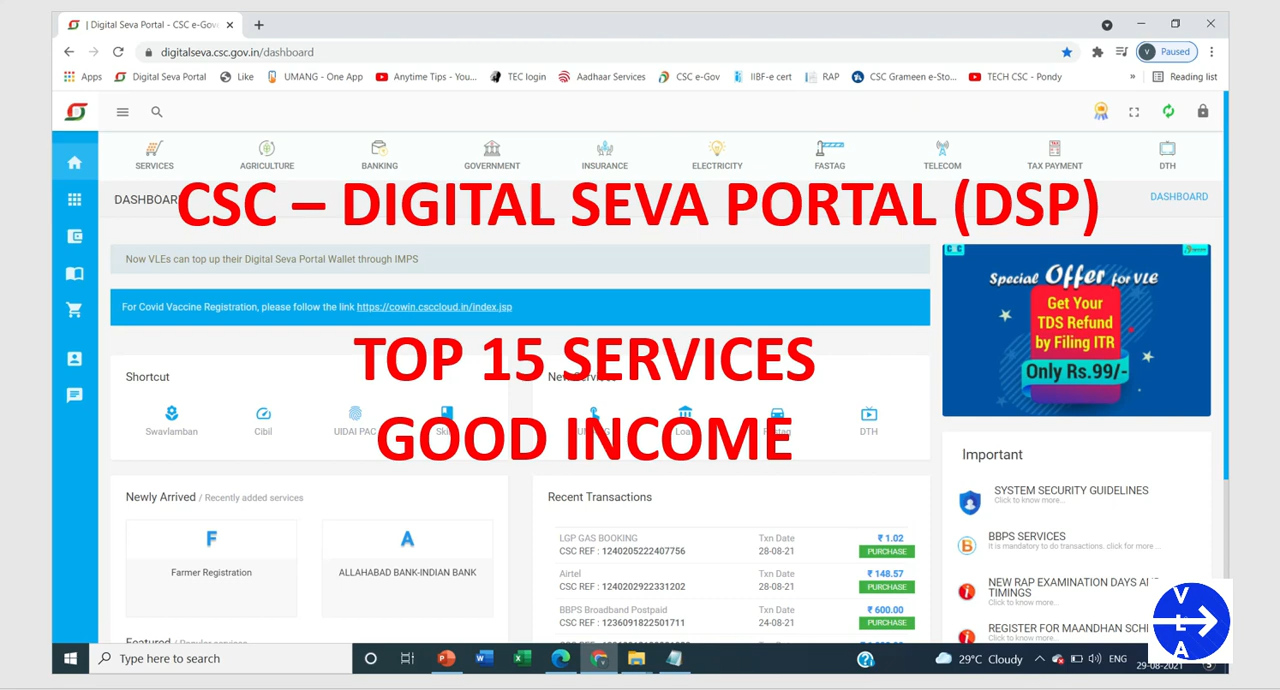 | Digital Seva Portal - CSC e-Gov
digitalseva.csc.gov.in/dashboard
Paused
Apps Digital Seva Portal Like UMANG - One App Anytime Tips - You... TEC login Aadhaar Services CSC e-Gov IIBF-e cert RAP CSC Grameen e-Sto... TECH CSC - Pondy » Reading list
SERVICES AGRICULTURE BANKING GOVERNMENT INSURANCE ELECTRICITY FASTAG TELECOM TAX PAYMENT DTH
DASHBOARD
CSC – DIGITAL SEVA PORTAL (DSP)
DASHBOARD
Now VLEs can top up their Digital Seva Portal Wallet through IMPS
For Covid Vaccine Registration, please follow the link https://cowin.csccloud.in/index.jsp
Special Offer for VLE
Get Your
TDS Refund
by Filing ITR
Only Rs.99/-
TOP 15 SERVICES
GOOD INCOME
Shortcut
Swavlamban Cibil UIDAI PAC
DTH
Newly Arrived / Recently added services
F
Farmer Registration
A
ALLAHABAD BANK-INDIAN BANK
Recent Transactions
LGP GAS BOOKING Txn Date ₹ 1.02
CSC REF : 1240205222407756 28-08-21 PURCHASE
Airtel Txn Date ₹ 148.57
CSC REF : 1240202922331202 28-08-21 PURCHASE
BBPS Broadband Postpaid Txn Date ₹ 600.00
CSC REF : 1236091822501711 24-08-21 PURCHASE
Important
SYSTEM SECURITY GUIDELINES
Click to know more...
BBPS SERVICES
It is mandatory to do transactions. click for more...
NEW RAP EXAMINATION DAYS
TIMINGS
Click to know more...
REGISTER FOR MAANDHAN
VLA
Type here to search
29°C Cloudy ENG
29-08-2021